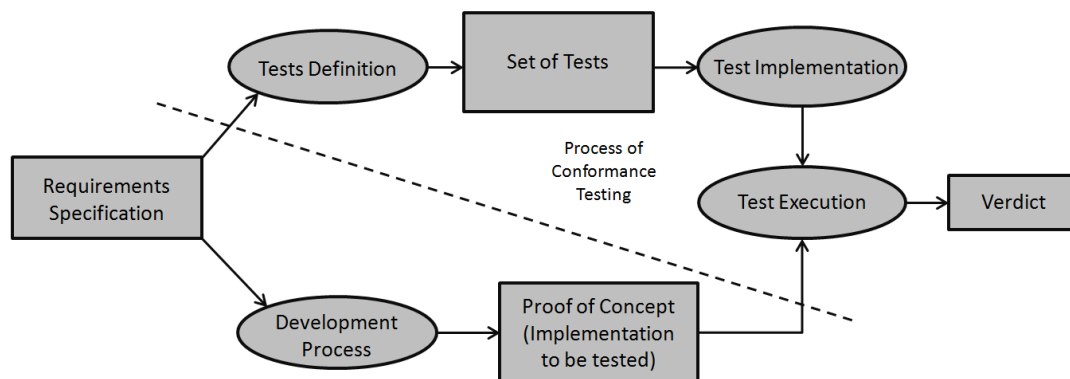 Tests Definition
Set of Tests
Test Implementation
Process of
Conformance
Testing
Requirements
Specification
Test Execution
Verdict
Development
Process
Proof of Concept
(Implementation
to be tested)